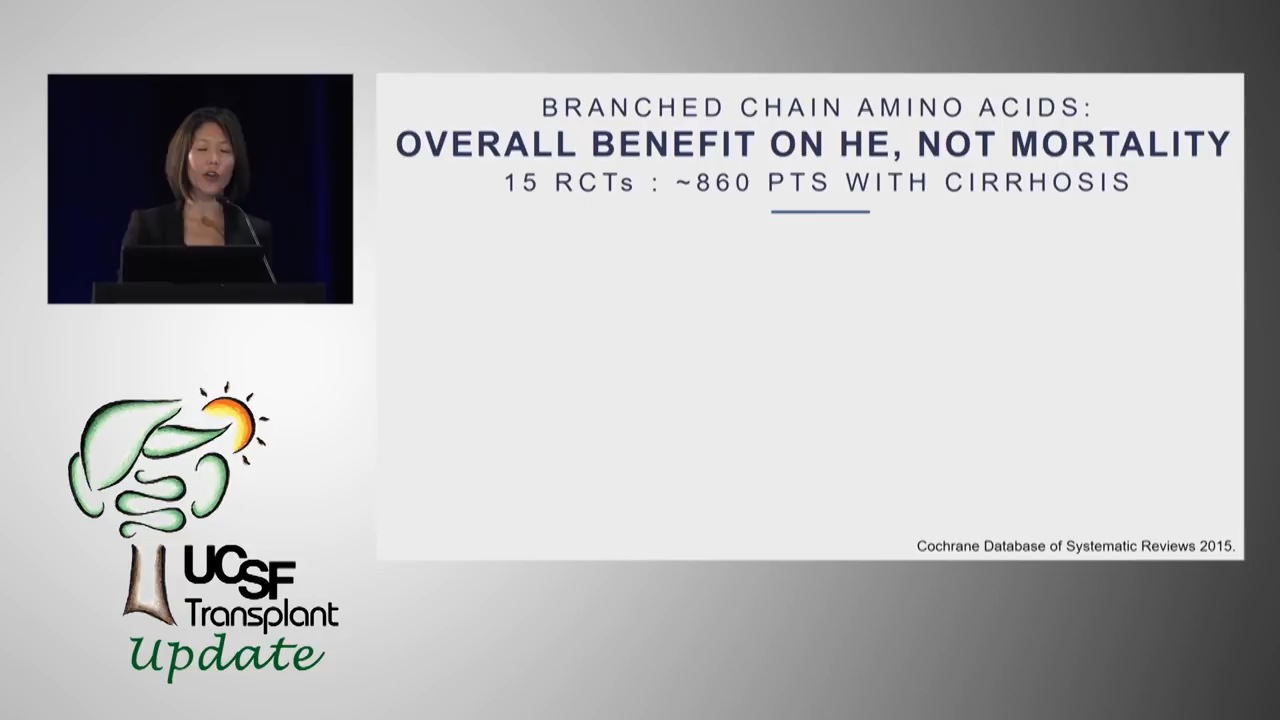 BRANCHED CHAIN AMINO ACIDS:
OVERALL BENEFIT ON HE, NOT MORTALITY
15 RCTs : ~860 PTS WITH CIRRHOSIS
Cochrane Database of Systematic Reviews 2015.
UCSF
Transplant
Update